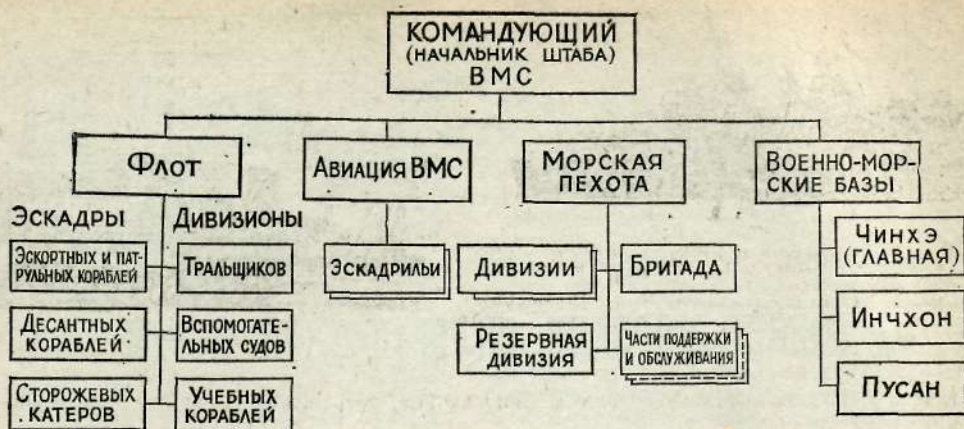 КОМАНДУЮЩИЙ
(НАЧАЛЬНИК ШТАБА)
ВМС
ФЛОТ
АВИАЦИЯ ВМС
МОРСКАЯ
ПЕХОТА
ВОЕННО-МОР-
СКИЕ БАЗЫ
ЭСКАДРЫ
ЭСКОРТНЫХ И ПАТ-
РУЛЬНЫХ КОРАБЛЕЙ
ДЕСАНТНЫХ
КОРАБЛЕЙ
СТОРОЖЕВЫХ
КАТЕРОВ
ДИВИЗИОНЫ
ТРАЛЬЩИКОВ
ВСПОМОГАТЕ-
ЛЬНЫХ СУДОВ
УЧЕБНЫХ
КОРАБЛЕЙ
ЭСКАДРИЛЬИ
ДИВИЗИИ
БРИГАДА
РЕЗЕРВНАЯ
ДИВИЗИЯ
ЧАСТИ ПОДДЕРЖКИ
И ОБСЛУЖИВАНИЯ
ЧИНХЭ
(ГЛАВНАЯ)
ИНЧХОН
ПУСАН